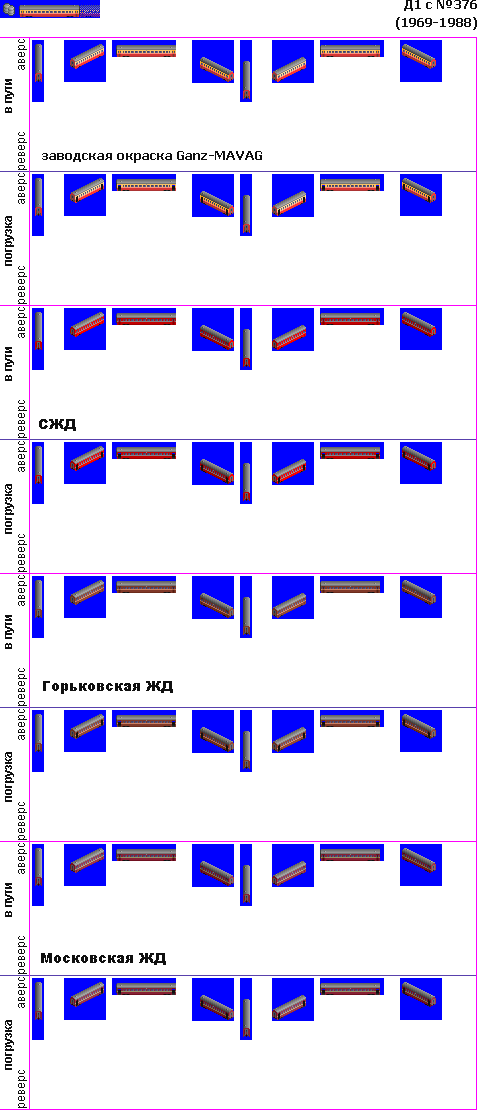 Д1 с №376
(1969-1988)
аверс
в пути
реверс
заводская окраска Ganz-MAVAG
аверс
погрузка
реверс
аверс
в пути
реверс
СЖД
аверс
погрузка
реверс
аверс
в пути
реверс
Горьковская ЖД
аверс
погрузка
реверс
аверс
в пути
реверс
Московская ЖД
аверс
погрузка
реверс